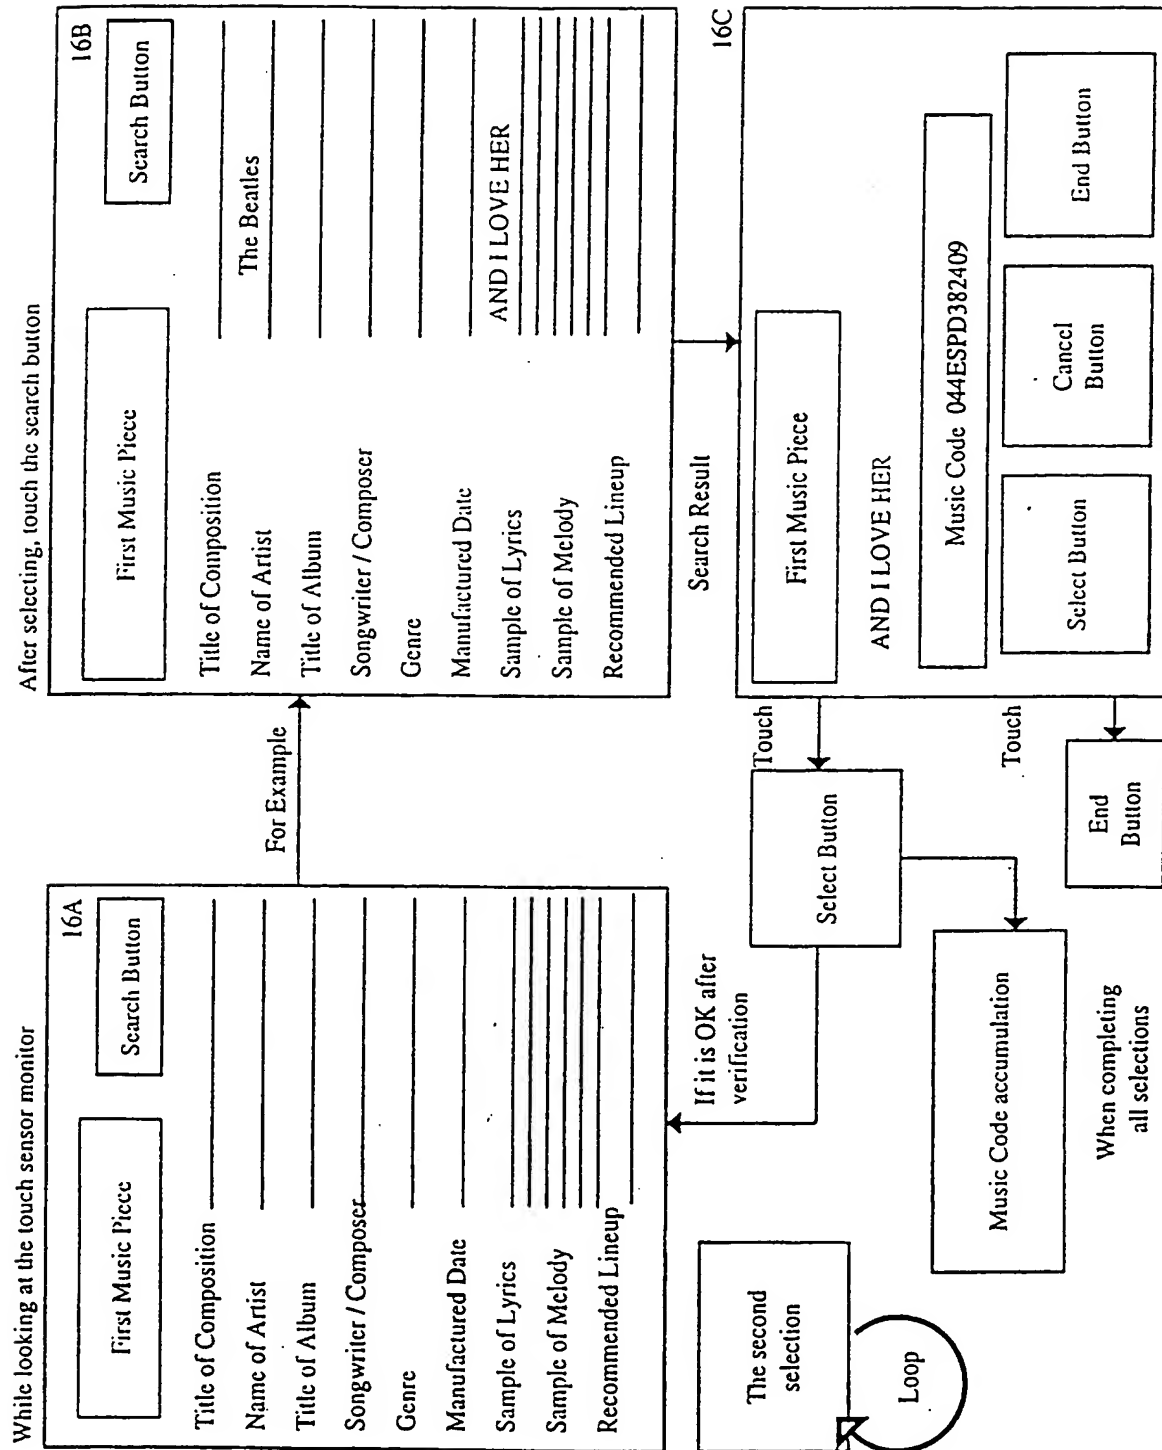 While looking at the touch sensor monitor
16A
First Music Piece
Search Button
Title of Composition
Name of Artist
Title of Album
Songwriter / Composer
Genre
Manufactured Date
Sample of Lyrics
Sample of Melody
Recommended Lineup
For Example
After selecting, touch the search button
16B
First Music Piece
Search Button
Title of Composition
Name of Artist
The Beatles
Title of Album
Songwriter / Composer
Genre
Manufactured Date
Sample of Lyrics
AND I LOVE HER
Sample of Melody
Recommended Lineup
Search Result
16C
First Music Piece
AND I LOVE HER
Music Code 044ESPD382409
Select Button
Cancel
Button
End Button
Touch
Touch
Select Button
End
Button
If it is OK after
verification
Music Code accumulation
When completing
all selections
The second
selection
Loop